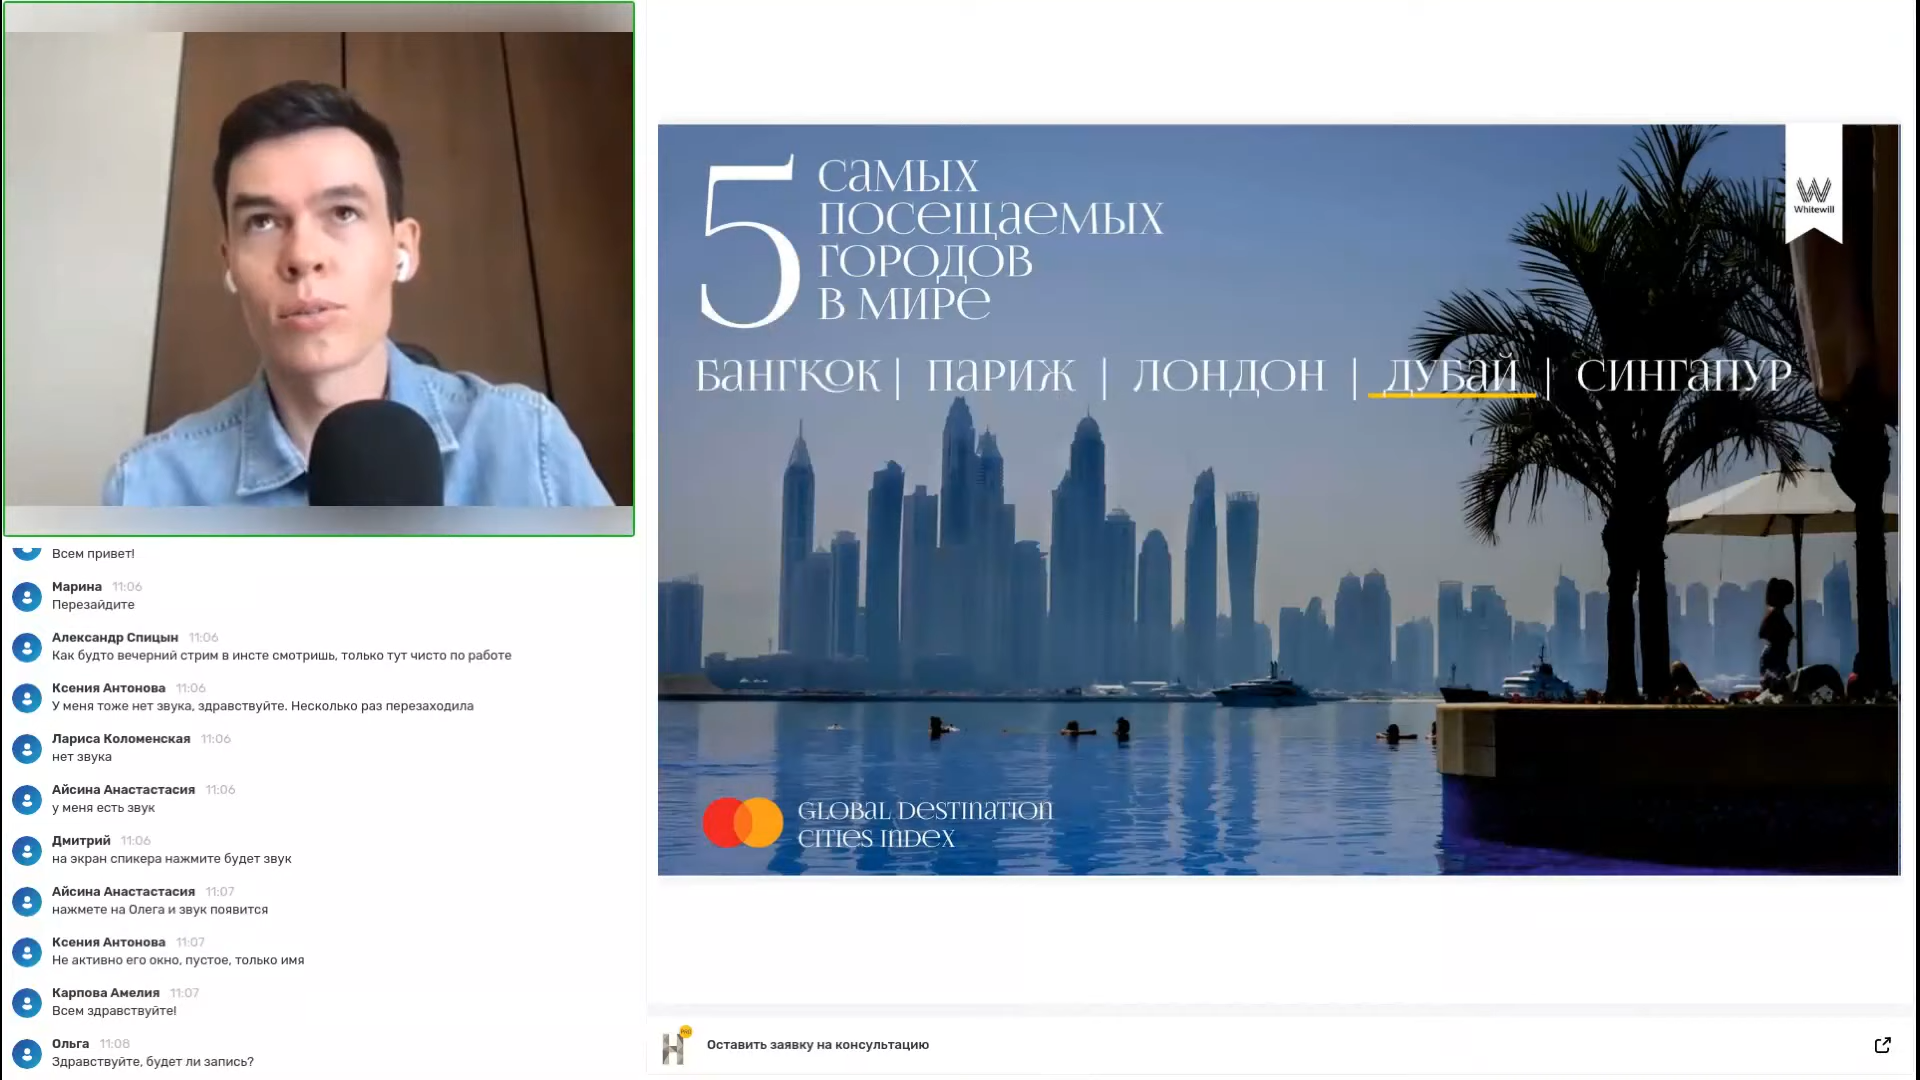 Всем привет!
Марина 11:06
Перезайдите
Александр Спицын 11:06
Как будто вечерний стрим в инсте смотришь, только тут чисто по работе
Ксения Антонова 11:06
У меня тоже нет звука, здравствуйте. Несколько раз перезаходила
Лариса Коломенская 11:06
нет звука
Айсина Анастастасия 11:06
у меня есть звук
Дмитрий 11:06
на экран спикера нажмите будет звук
Айсина Анастастасия 11:07
нажмете на Олега и звук появится
Ксения Антонова 11:07
Не активно его окно, пустое, только имя
Карпова Амелия 11:07
Всем здравствуйте!
Ольга 11:08
Здравствуйте, будет ли запись?
5 самых
посещаемых
городов
в мире
Бангкок | Париж | Лондон | Дубай | Сингапур
W
Whitewill
Global Destination
Cities Index
H PRO
Оставить заявку на консультацию